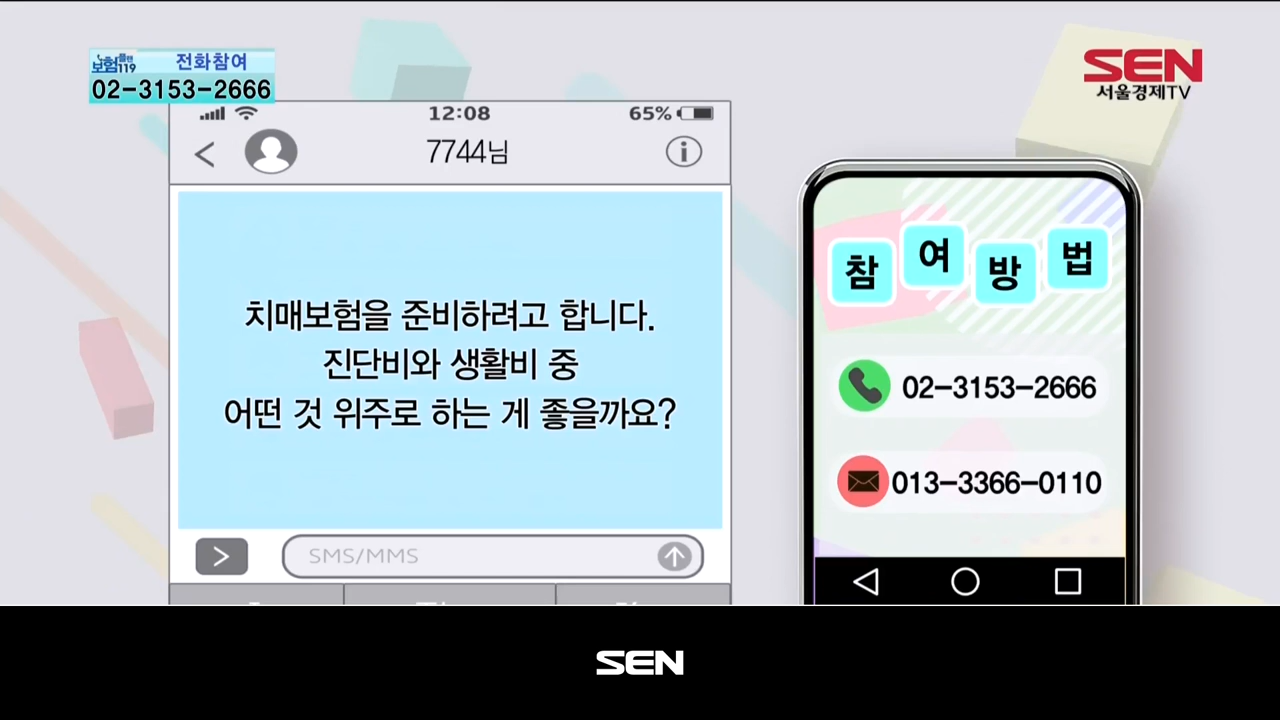 보험플랜119 전화참여
02-3153-2666
SEN
서울경제TV
12:08
65%
7744님
치매보험을 준비하려고 합니다.
진단비와 생활비 중
어떤 것 위주로 하는 게 좋을까요?
SMS/MMS
참여방법
02-3153-2666
013-3366-0110
SEN